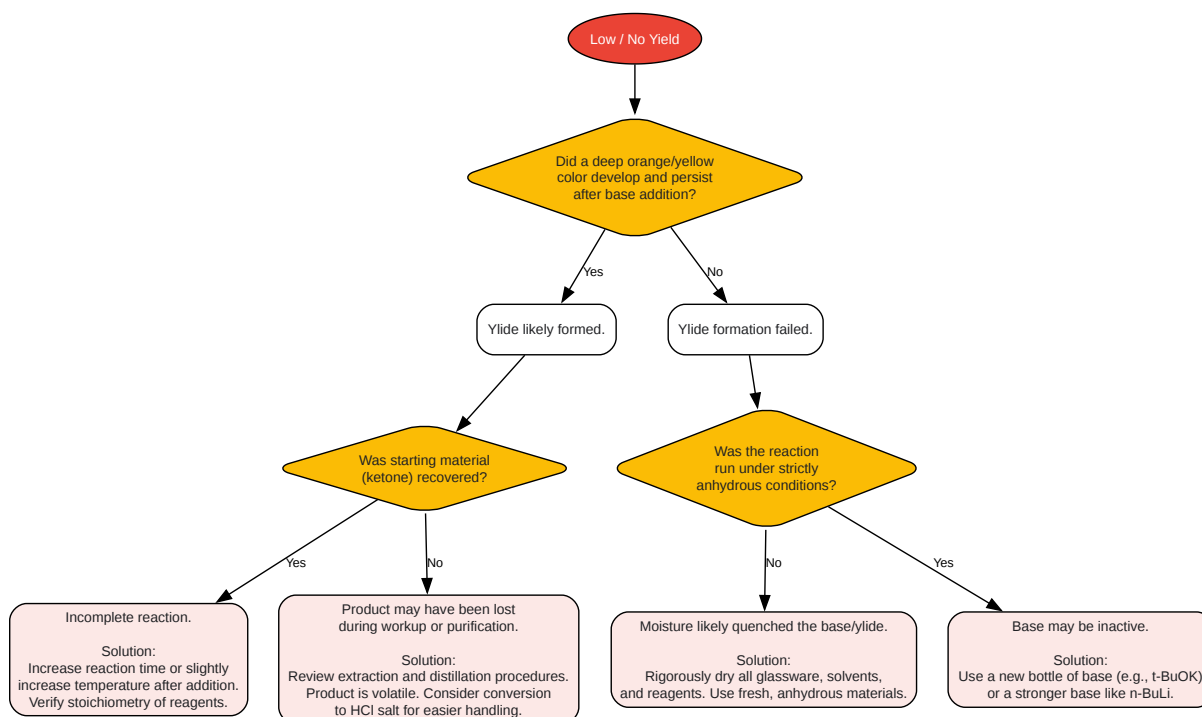 Low / No Yield
Did a deep orange/yellow
color develop and persist
after base addition?
Yes
No
Ylide likely formed.
Ylide formation failed.
Was starting material
(ketone) recovered?
Was the reaction
run under strictly
anhydrous conditions?
Yes
No
No
Yes
Incomplete reaction.
Solution:
Increase reaction time or slightly
increase temperature after addition.
Verify stoichiometry of reagents.
Product may have been lost
during workup or purification.
Solution:
Review extraction and distillation procedures.
Product is volatile. Consider conversion
to HCl salt for easier handling.
Moisture likely quenched the base/ylide.
Solution:
Rigorously dry all glassware, solvents,
and reagents. Use fresh, anhydrous materials.
Base may be inactive.
Solution:
Use a new bottle of base (e.g., t-BuOK)
or a stronger base like n-BuLi.